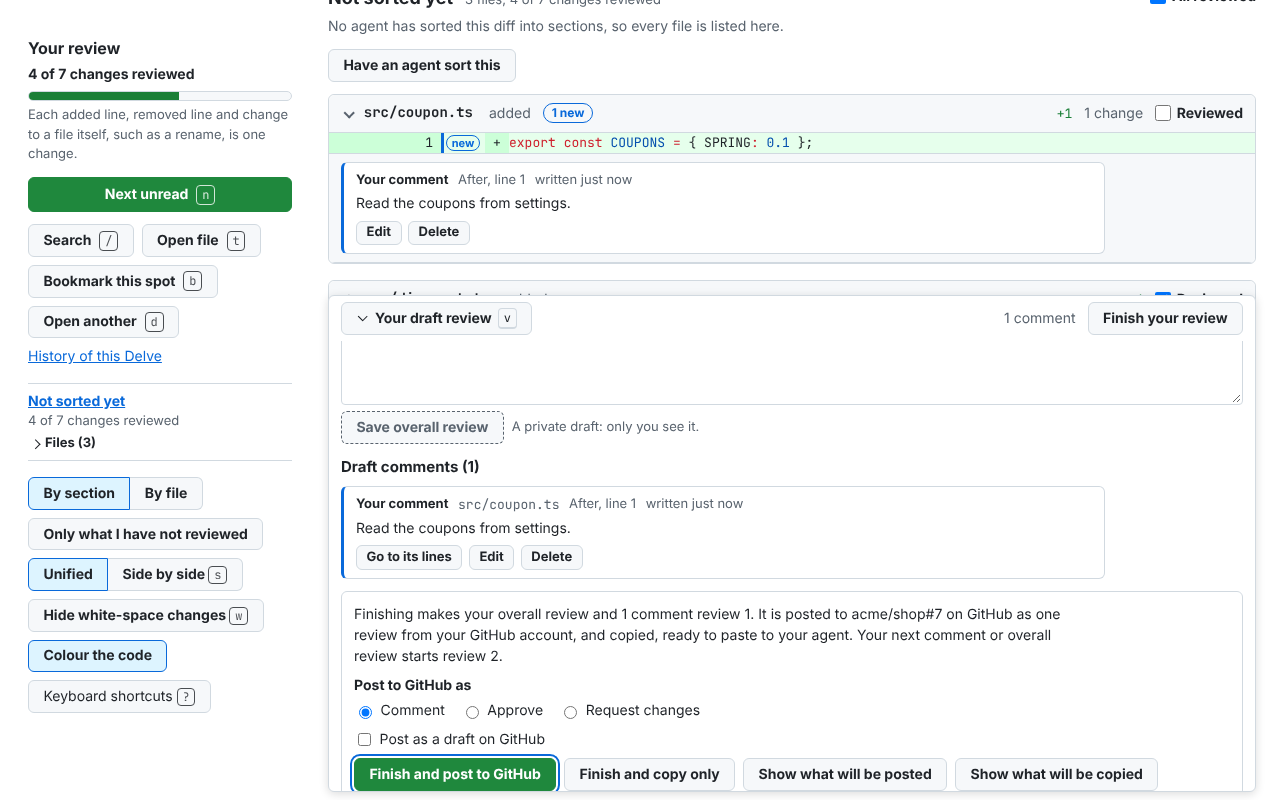 Your review
4 of 7 changes reviewed
Each added line, removed line and change
to a file itself, such as a rename, is one
change.
Next unread n
Search / Open file t
Bookmark this spot b
Open another d
History of this Delve
Not sorted yet
4 of 7 changes reviewed
Files (3)
By section By file
Only what I have not reviewed
Unified Side by side s
Hide white-space changes w
Colour the code
Keyboard shortcuts ?
Not sorted yet 3 files, 4 of 7 changes reviewed
No agent has sorted this diff into sections, so every file is listed here.
Have an agent sort this
src/coupon.ts added 1 new +1 1 change Reviewed
1 new + export const COUPONS = { SPRING: 0.1 };
Your comment After, line 1 written just now
Read the coupons from settings.
Edit Delete
Your draft review v 1 comment Finish your review
Save overall review A private draft: only you see it.
Draft comments (1)
Your comment src/coupon.ts After, line 1 written just now
Read the coupons from settings.
Go to its lines Edit Delete
Finishing makes your overall review and 1 comment review 1. It is posted to acme/shop#7 on GitHub as one
review from your GitHub account, and copied, ready to paste to your agent. Your next comment or overall
review starts review 2.
Post to GitHub as
Comment Approve Request changes
Post as a draft on GitHub
Finish and post to GitHub Finish and copy only Show what will be posted Show what will be copied